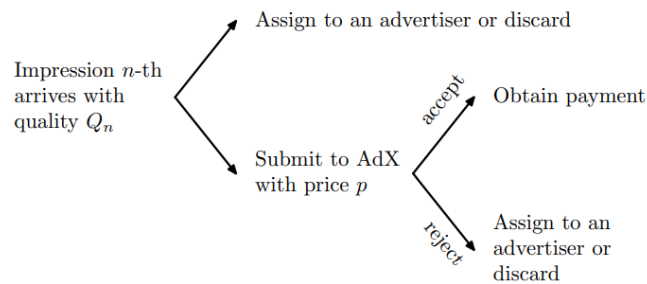 Impression n-th
arrives with
quality Qₙ
Assign to an advertiser or discard
Submit to AdX
with price p
accept
Obtain payment
reject
Assign to an
advertiser or
discard